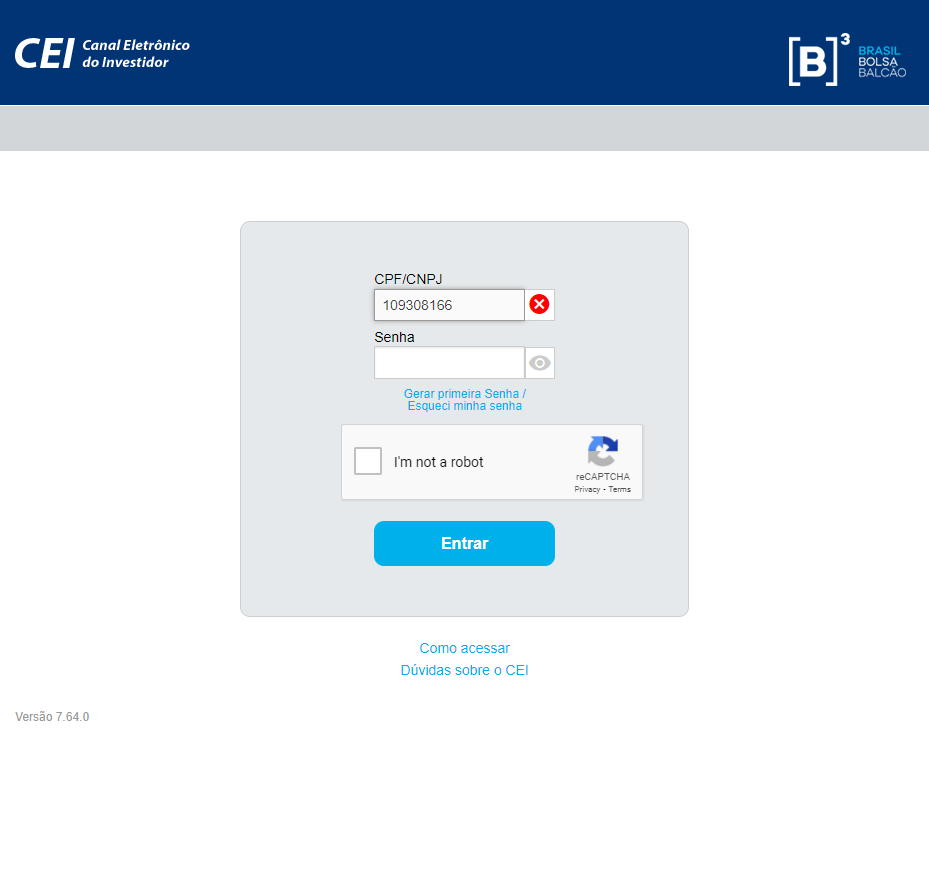 CEI Canal Eletrônico
do Investidor
[B]³ BRASIL
BOLSA
BALCÃO
CPF/CNPJ
109308166
Senha
Gerar primeira Senha /
Esqueci minha senha
I'm not a robot
reCAPTCHA
Privacy - Terms
Entrar
Como acessar
Dúvidas sobre o CEI
Versão 7.64.0